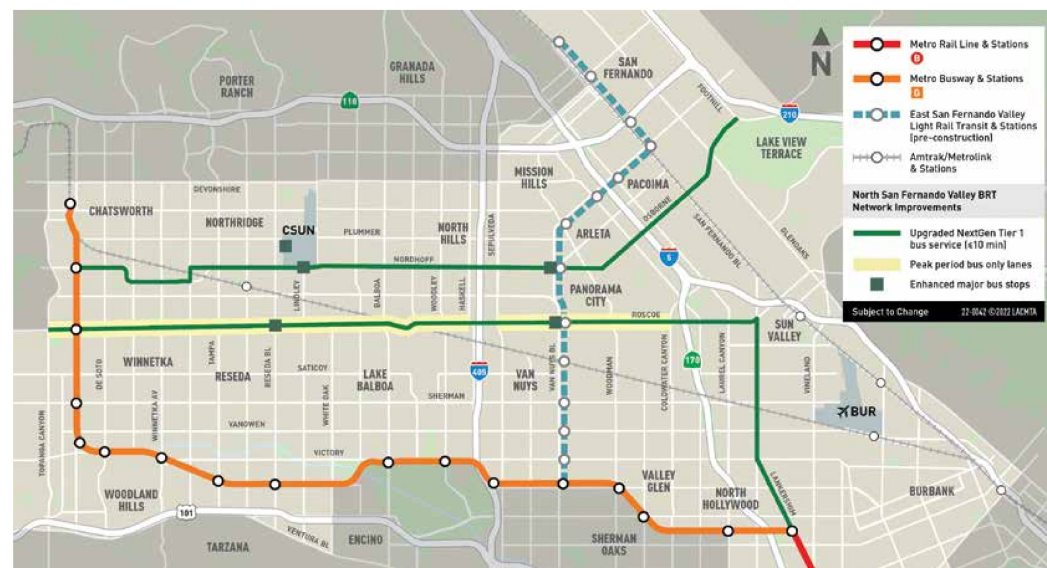 PORTER
RANCH
GRANADA
HILLS
118
SAN
FERNANDO
FOOTHILL
210
LAKE VIEW
TERRACE
MISSION
HILLS
PACOIMA
DEVONSHIRE
CHATSWORTH
NORTHRIDGE
CSUN
PLUMMER
NORTH
HILLS
SEPULVEDA
ARLETA
OSBORNE
SAN FERNANDO BL
GLENOAKS
NORDHOFF
5
LINDLEY
BALBOA
WOODLEY
HASKELL
PANORAMA
CITY
ROSCOE
SUN
VALLEY
WINNETKA
DE SOTO
TAMPA
RESEDA
RESEDA BL
SATICOY
WHITE OAK
LAKE
BALBOA
405
VAN
NUYS
VAN NUYS BL
WOODMAN
COLDWATER CANYON
170
LAUREL CANYON
VINELAND
SHERMAN
BUR
TOPANGA CANYON
WINNETKA AV
VANOWEN
VICTORY
WOODLAND
HILLS
101
TARZANA
VENTURA BL
ENCINO
VALLEY
GLEN
NORTH
HOLLYWOOD
LANKERSHIM
BURBANK
SHERMAN
OAKS
N
Metro Rail Line & Stations
B
Metro Busway & Stations
G
East San Fernando Valley
Light Rail Transit & Stations
(pre-construction)
Amtrak/Metrolink
& Stations
North San Fernando Valley BRT
Network Improvements
Upgraded NextGen Tier 1
bus service (≤10 min)
Peak period bus only lanes
Enhanced major bus stops
Subject to Change 22-0042 ©2022 LACMTA